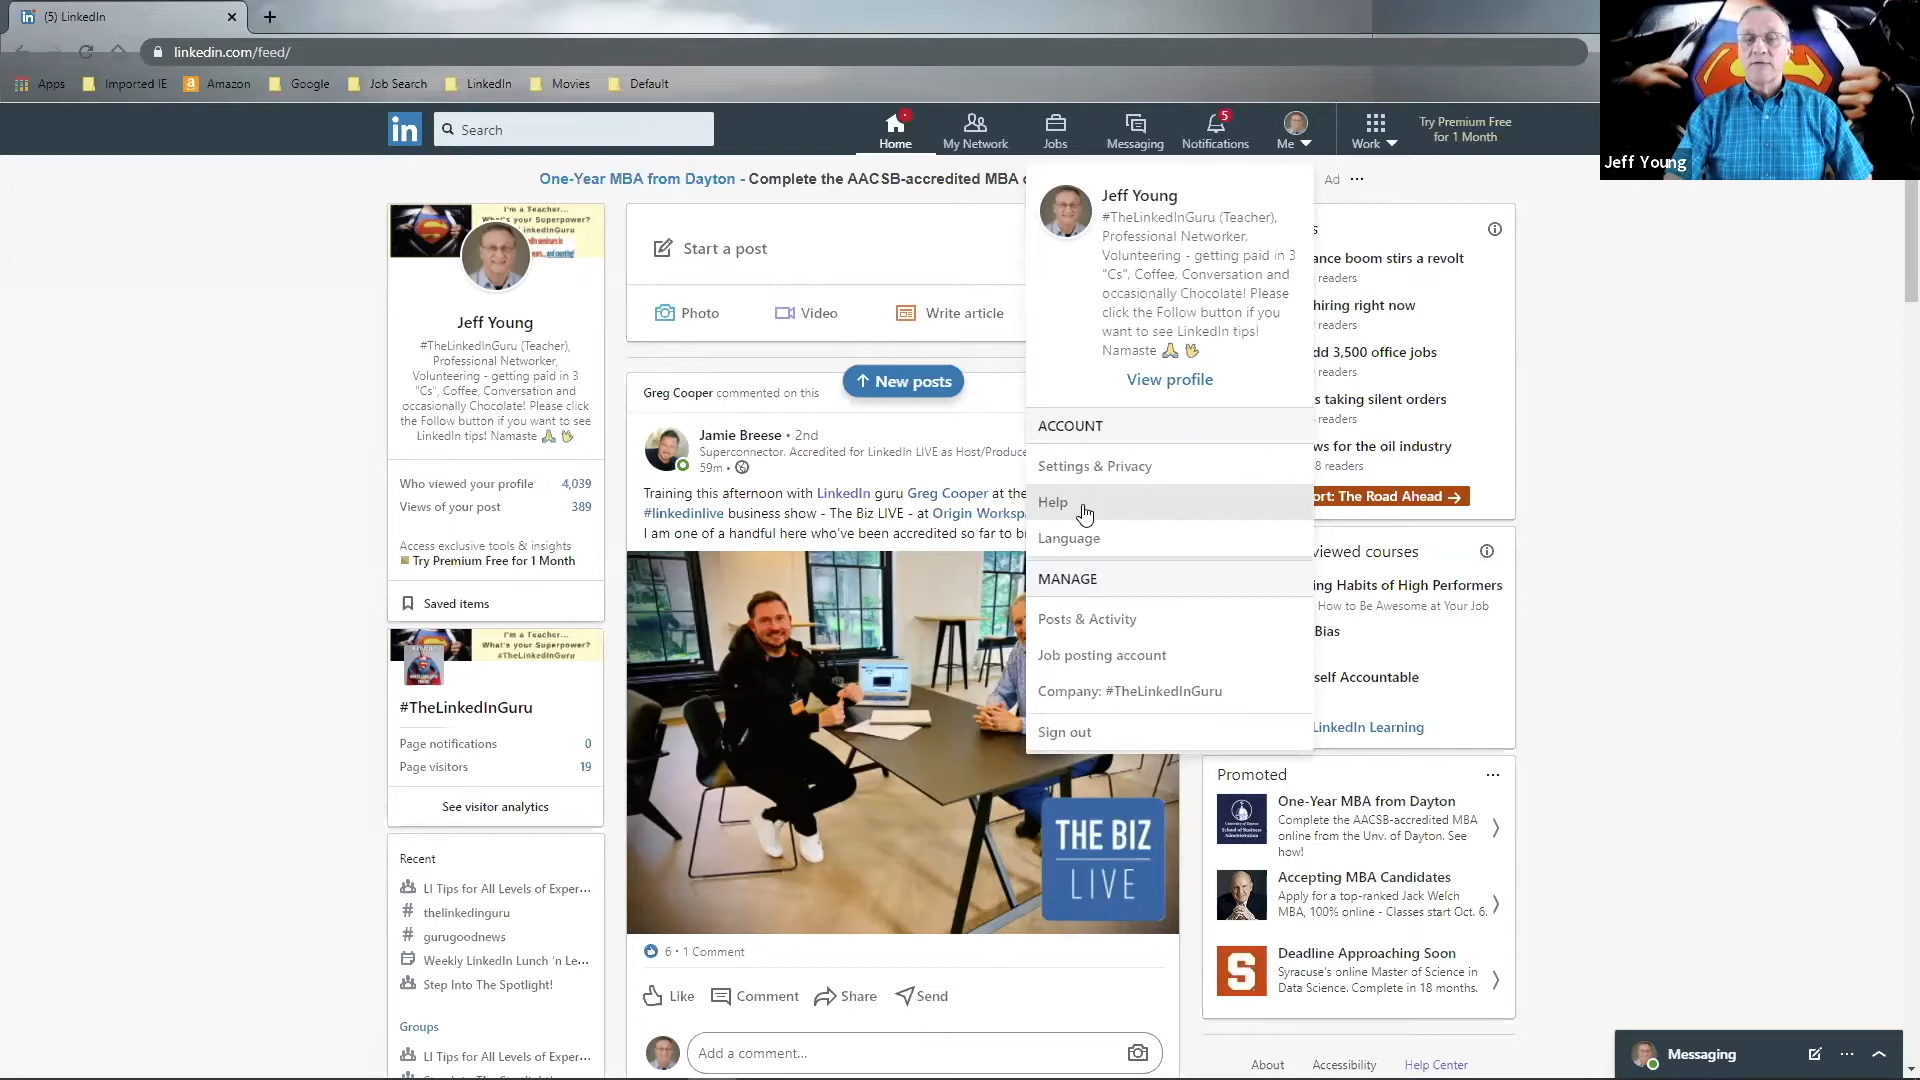 (5) LinkedIn
linkedin.com/feed/
Apps
Imported IE
Amazon
Google
Job Search
LinkedIn
Movies
Default
Jeff Young
in
Search
Home
My Network
Jobs
Messaging
5
Notifications
Me
Work
Try Premium Free
for 1 Month
One-Year MBA from Dayton - Complete the AACSB-accredited MBA
Ad
I'm a Teacher...
What's your Superpower?
Jeff Young
#TheLinkedInGuru (Teacher),
Professional Networker,
Volunteering - getting paid in 3
"Cs", Coffee, Conversation and
occasionally Chocolate! Please click
the Follow button if you want to see
LinkedIn tips! Namaste 🙏 🖖
Who viewed your profile 4,039
Views of your post 389
Access exclusive tools & insights
Try Premium Free for 1 Month
Saved items
I'm a Teacher...
What's your Superpower?
#TheLinkedInGuru
#TheLinkedInGuru
Page notifications 0
Page visitors 19
See visitor analytics
Recent
LI Tips for All Levels of Exper...
# thelinkedinguru
# gurugoodnews
Weekly LinkedIn Lunch 'n Le...
Step Into The Spotlight!
Groups
LI Tips for All Levels of Exper...
Start a post
Photo
Video
Write article
New posts
Greg Cooper commented on this
Jamie Breese • 2nd
Superconnector. Accredited for LinkedIn LIVE as Host/Produce
59m •
Training this afternoon with LinkedIn guru Greg Cooper at the
#linkedinlive business show - The Biz LIVE - at Origin Worksp
I am one of a handful here who've been accredited so far to b
THE BIZ
LIVE
6 • 1 Comment
Like
Comment
Share
Send
Add a comment...
Jeff Young
#TheLinkedInGuru (Teacher),
Professional Networker,
Volunteering - getting paid in 3
"Cs", Coffee, Conversation and
occasionally Chocolate! Please
click the Follow button if you
want to see LinkedIn tips!
Namaste 🙏 🖖
View profile
ACCOUNT
Settings & Privacy
Help
Language
MANAGE
Posts & Activity
Job posting account
Company: #TheLinkedInGuru
Sign out
s
ance boom stirs a revolt
readers
hiring right now
readers
dd 3,500 office jobs
readers
s taking silent orders
readers
ws for the oil industry
8 readers
ort: The Road Ahead →
viewed courses
ing Habits of High Performers
How to Be Awesome at Your Job
Bias
self Accountable
LinkedIn Learning
Promoted
One-Year MBA from Dayton
Complete the AACSB-accredited MBA
online from the Unv. of Dayton. See
how!
Accepting MBA Candidates
Apply for a top-ranked Jack Welch
MBA, 100% online - Classes start Oct. 6.
S
Deadline Approaching Soon
Syracuse's online Master of Science in
Data Science. Complete in 18 months.
About
Accessibility
Help Center
Messaging